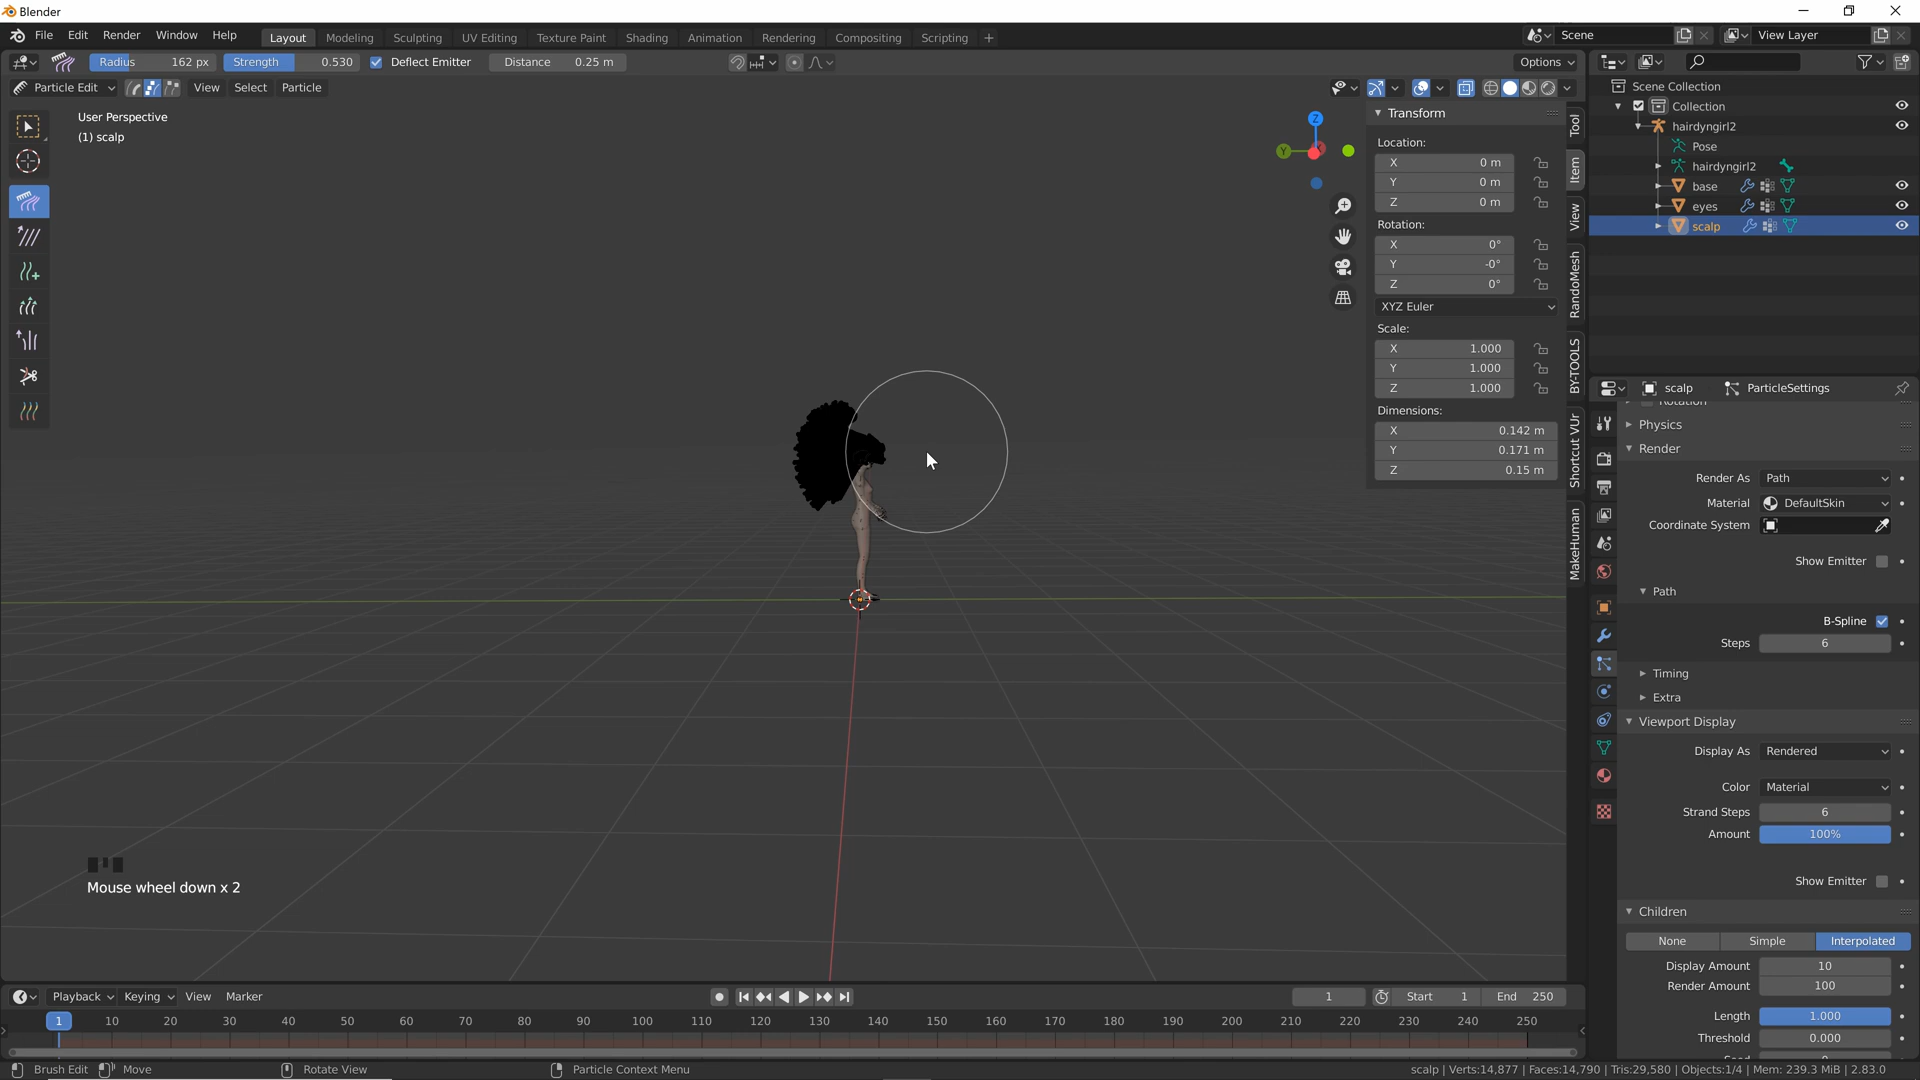 Blender
File Edit Render Window Help Layout Modeling Sculpting UV Editing Texture Paint Shading Animation Rendering Compositing Scripting + Scene View Layer
Radius 162 px Strength 0.530 Deflect Emitter Distance 0.25 m Options
Particle Edit View Select Particle
User Perspective
(1) scalp
Z
Y
Transform
Location:
X 0 m
Y 0 m
Z 0 m
Rotation:
X 0°
Y -0°
Z 0°
XYZ Euler
Scale:
X 1.000
Y 1.000
Z 1.000
Dimensions:
X 0.142 m
Y 0.171 m
Z 0.15 m
Tool
Item
View
RandoMesh
BY-TOOLS
Shortcut VUr
MakeHuman
Scene Collection
Collection
hairdyngirl2
Pose
hairdyngirl2
base
eyes
scalp
scalp ParticleSettings
Rotation
Physics
Render
Render As Path
Material DefaultSkin
Coordinate System
Show Emitter
Path
B-Spline
Steps 6
Timing
Extra
Viewport Display
Display As Rendered
Color Material
Strand Steps 6
Amount 100%
Show Emitter
Children
None Simple Interpolated
Display Amount 10
Render Amount 100
Length 1.000
Threshold 0.000
Mouse wheel down x 2
Playback Keying View Marker 1 Start 1 End 250
1 10 20 30 40 50 60 70 80 90 100 110 120 130 140 150 160 170 180 190 200 210 220 230 240 250
Brush Edit Move Rotate View Particle Context Menu scalp | Verts:14,877 | Faces:14,790 | Tris:29,580 | Objects:1/4 | Mem: 239.3 MiB | 2.83.0